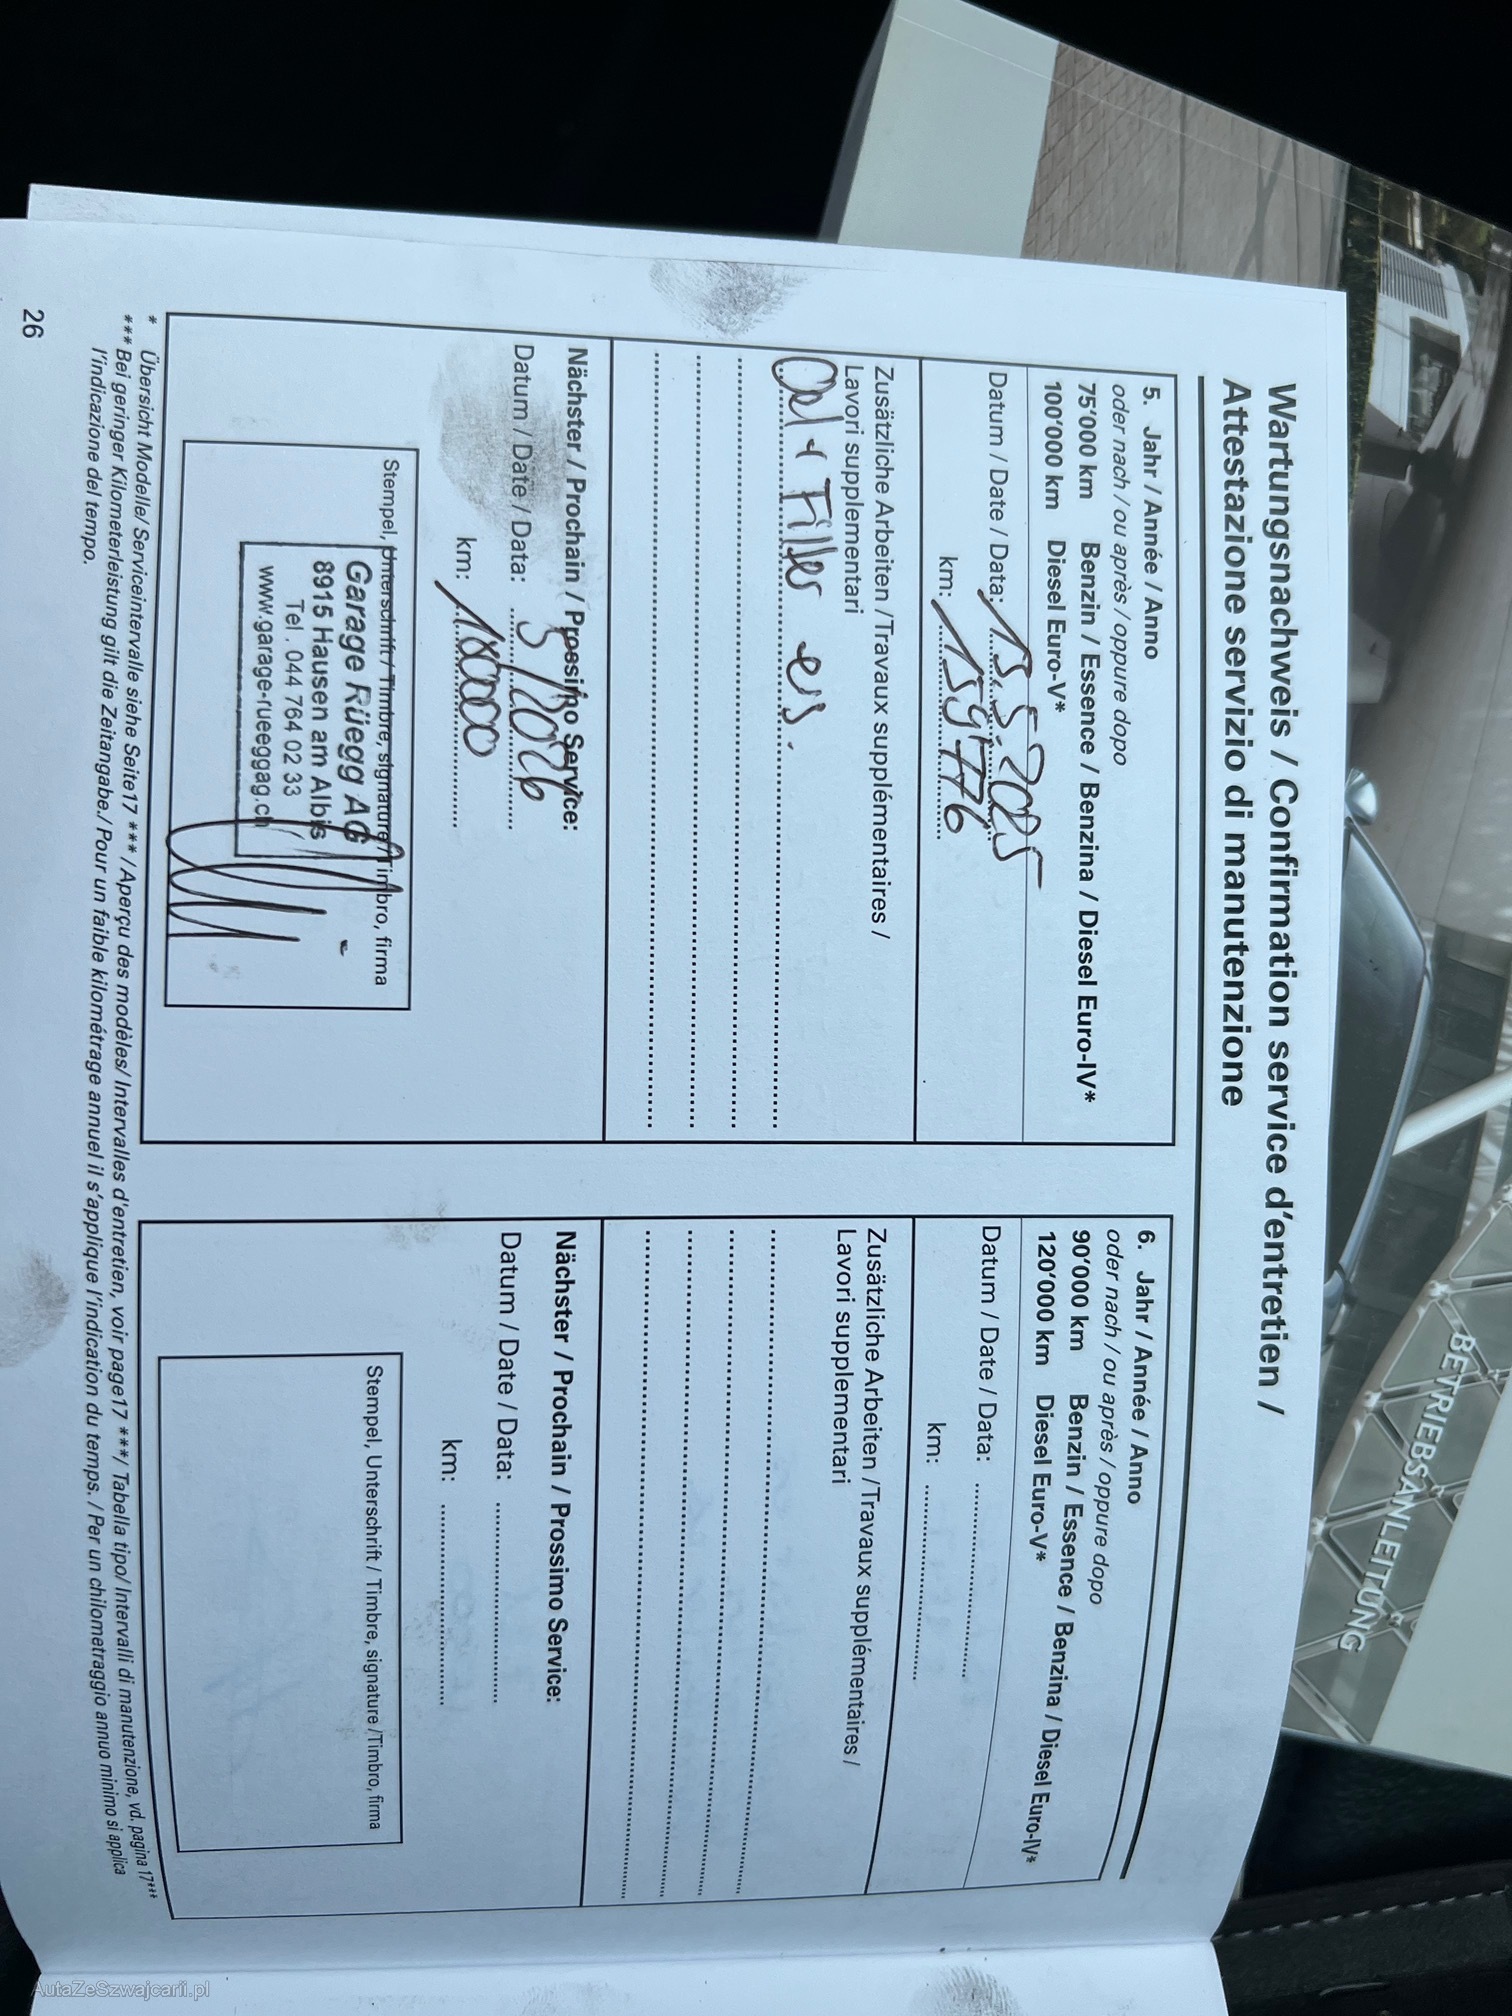 Wartungsnachweis / Confirmation service d'entretien /
Attestazione servizio di manutenzione
5. Jahr / Année / Anno
oder nach / ou après / oppure dopo
75'000 km Benzin / Essence / Benzina / Diesel Euro-IV*
100'000 km Diesel Euro-V*
Datum / Date / Data: 15.5.2025
km: 159776
Zusätzliche Arbeiten /Travaux supplémentaires /
Lavori supplementari
Oel + Filter ers.
Nächster / Prochain / Prossimo Service:
Datum / Date / Data: 5/2026
km: 180000
Stempel, Unterschrift / Timbre, signature /Timbro, firma
Garage Rüegg AG
8915 Hausen am Albis
Tel. 044 764 02 33
www.garage-rueeggag.ch
6. Jahr / Année / Anno
oder nach / ou après / oppure dopo
90'000 km Benzin / Essence / Benzina / Diesel Euro-IV*
120'000 km Diesel Euro-V*
Datum / Date / Data:
km:
Zusätzliche Arbeiten /Travaux supplémentaires /
Lavori supplementari
Nächster / Prochain / Prossimo Service:
Datum / Date / Data:
km:
Stempel, Unterschrift / Timbre, signature /Timbro, firma
* Übersicht Modelle/ Serviceintervalle siehe Seite17 *** /Aperçu des modèles/ Intervalles d'entretien, voir page17 ***/ Tabella tipo/ Intervalli di manutenzione, vd. pagina 17***
*** Bei geringer Kilometerleistung gilt die Zeitangabe./ Pour un faible kilométrage annuel il s'applique l'indication du temps. / Per un chilometraggio annuo minimo si applica
l'indicazione del tempo.
26
BETRIEBSANLEITUNG
AutaZeSzwajcarii.pl